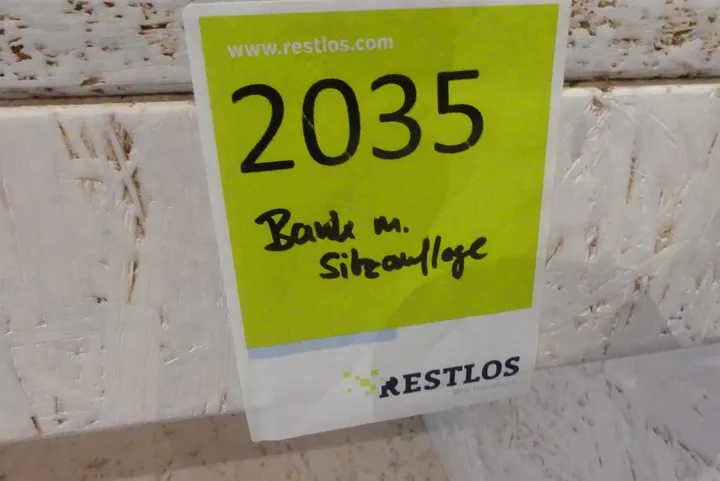 www.restlos.com
2035
Bank m.
Sitzauflage
RESTLOS